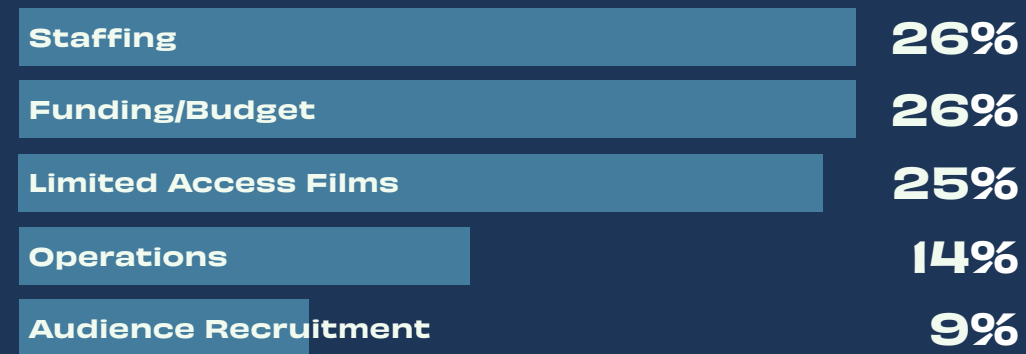 Staffing 26%
Funding/Budget 26%
Limited Access Films 25%
Operations 14%
Audience Recruitment 9%